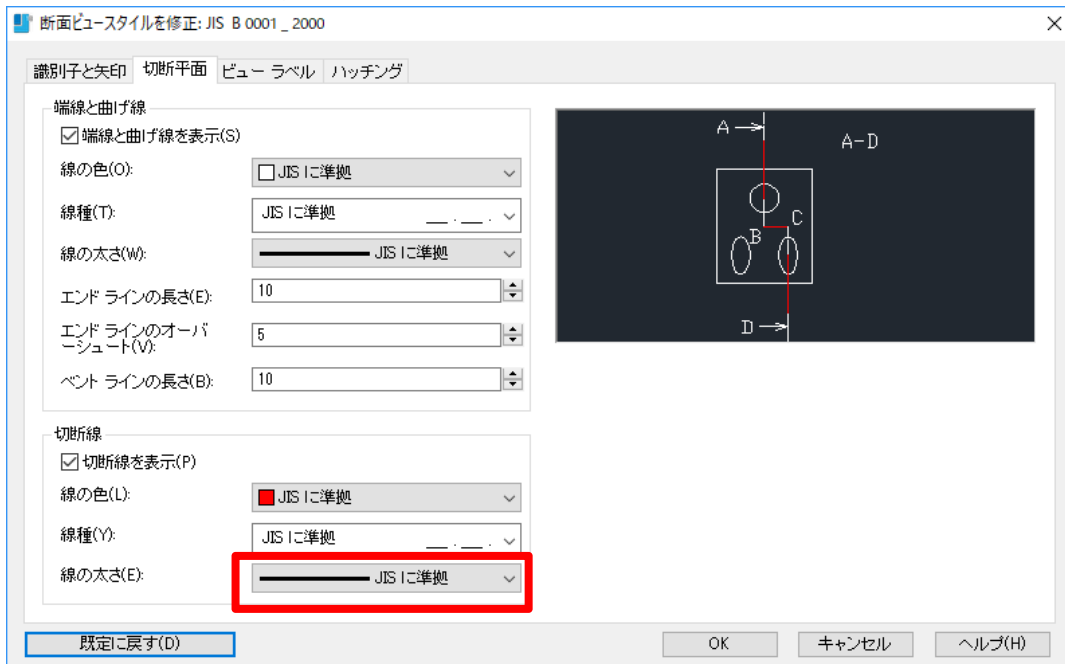 断面ビュースタイルを修正: JIS B 0001 _ 2000
識別子と矢印 切断平面 ビュー ラベル ハッチング
端線と曲げ線
端線と曲げ線を表示(S)
線の色(O): JIS に準拠
線種(T): JIS に準拠
線の太さ(W): JIS に準拠
エンド ラインの長さ(E): 10
エンド ラインのオーバ
ーシュート(V): 5
ベント ラインの長さ(B): 10
切断線
切断線を表示(P)
線の色(L): JIS に準拠
線種(Y): JIS に準拠
線の太さ(E): JIS に準拠
A
A-D
C
B
D
既定に戻す(D) OK キャンセル ヘルプ(H)